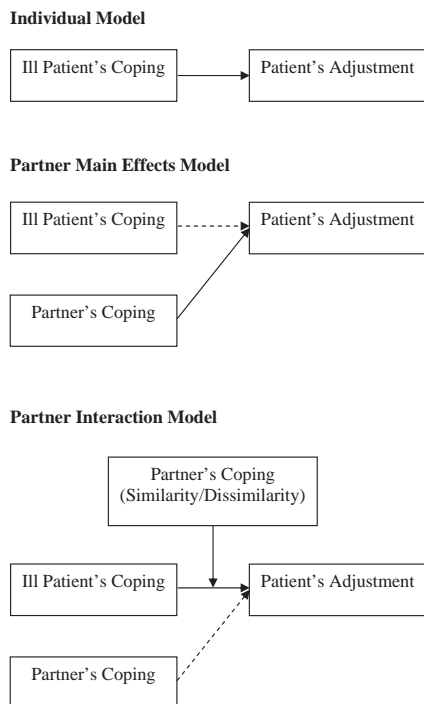 Individual Model
Ill Patient's Coping
Patient's Adjustment
Partner Main Effects Model
Ill Patient's Coping
Patient's Adjustment
Partner's Coping
Partner Interaction Model
Partner's Coping
(Similarity/Dissimilarity)
Ill Patient's Coping
Patient's Adjustment
Partner's Coping